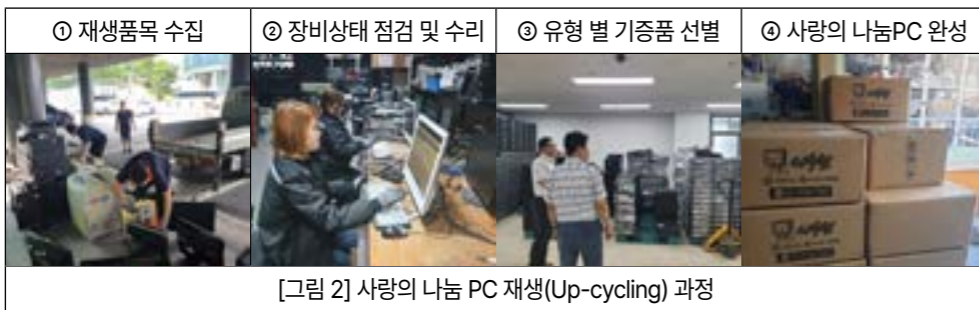 ① 재생품목 수집
② 장비상태 점검 및 수리
③ 유형 별 기증품 선별
④ 사랑의 나눔PC 완성
[그림 2] 사랑의 나눔 PC 재생(Up-cycling) 과정